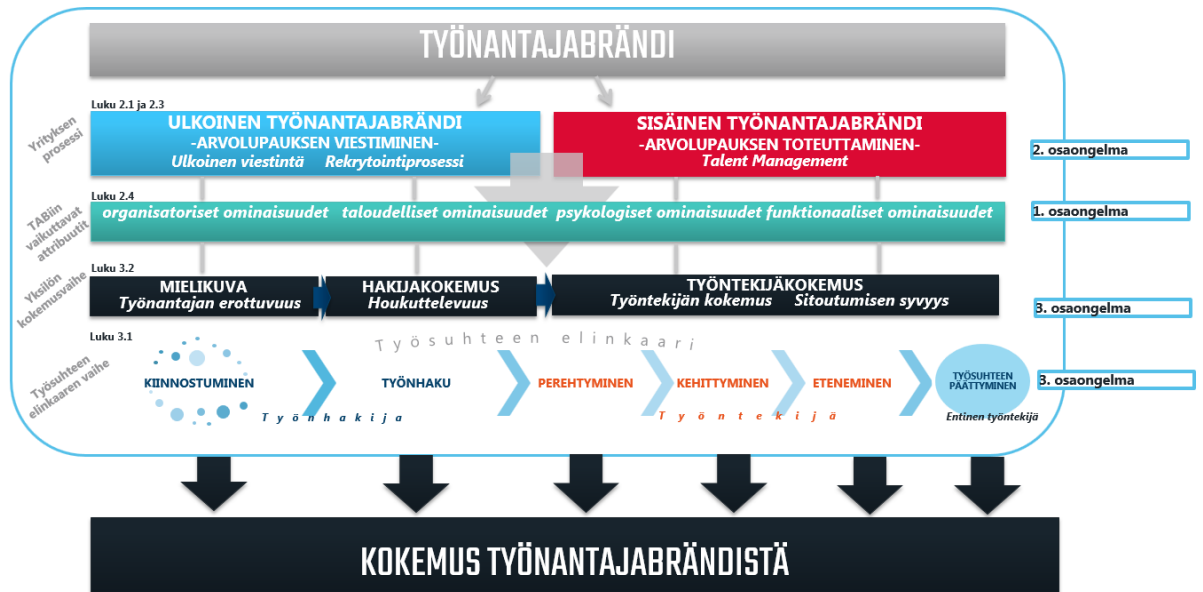 TYÖNANTAJABRÄNDI
Luku 2.1 ja 2.3
Yrityksen
prosessi
ULKOINEN TYÖNANTAJABRÄNDI
-ARVOLUPAUKSEN VIESTIMINEN-
Ulkoinen viestintä Rekrytointiprosessi
SISÄINEN TYÖNANTAJABRÄNDI
-ARVOLUPAUKSEN TOTEUTTAMINEN-
Talent Management
2. osaongelma
Luku 2.4
TABiin
vaikuttavat
attribuutit
organisatoriset ominaisuudet taloudelliset ominaisuudet psykologiset ominaisuudet funktionaaliset ominaisuudet
1. osaongelma
Luku 3.2
Yksilön
kokemusvaihe
MIELIKUVA
Työnantajan erottuvuus
HAKIJAKOKEMUS
Houkuttelevuus
TYÖNTEKIJÄKOKEMUS
Työntekijän kokemus Sitoutumisen syvyys
3. osaongelma
Luku 3.1
Työsuhteen
elinkaaren vaihe
Työsuhteen elinkaari
KIINNOSTUMINEN
TYÖNHAKU
PEREHTYMINEN
KEHITTYMINEN
ETENEMINEN
TYÖSUHTEEN
PÄÄTTYMINEN
3. osaongelma
Työnhakija
Työntekijä
Entinen työntekijä
KOKEMUS TYÖNANTAJABRÄNDISTÄ